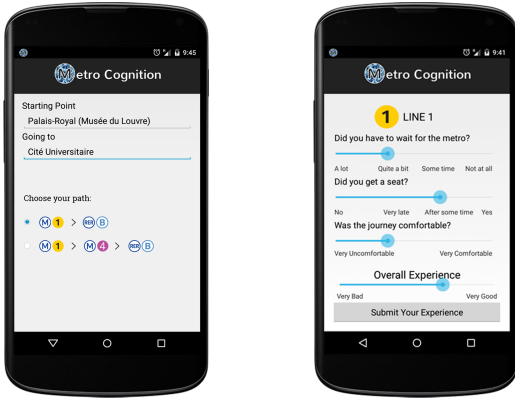 9:45
Metro Cognition
Starting Point
Palais-Royal (Musée du Louvre)
Going to
Cité Universitaire
Choose your path:
M 1 > RER B
M 1 > M 4 > RER B
9:41
Metro Cognition
1 LINE 1
Did you have to wait for the metro?
A lot Quite a bit Some time Not at all
Did you get a seat?
No Very late After some time Yes
Was the journey comfortable?
Very Uncomfortable Very Comfortable
Overall Experience
Very Bad Very Good
Submit Your Experience